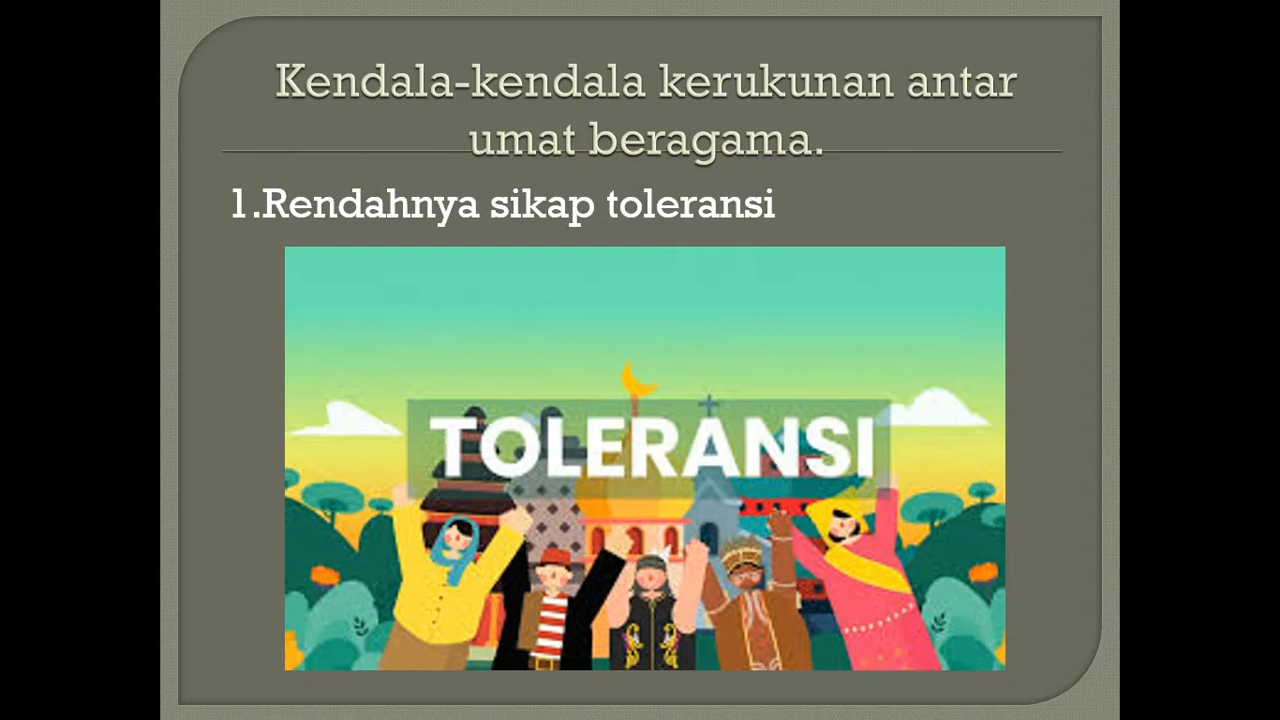 Kendala-kendala kerukunan antar
umat beragama.
1.Rendahnya sikap toleransi
TOLERANSI